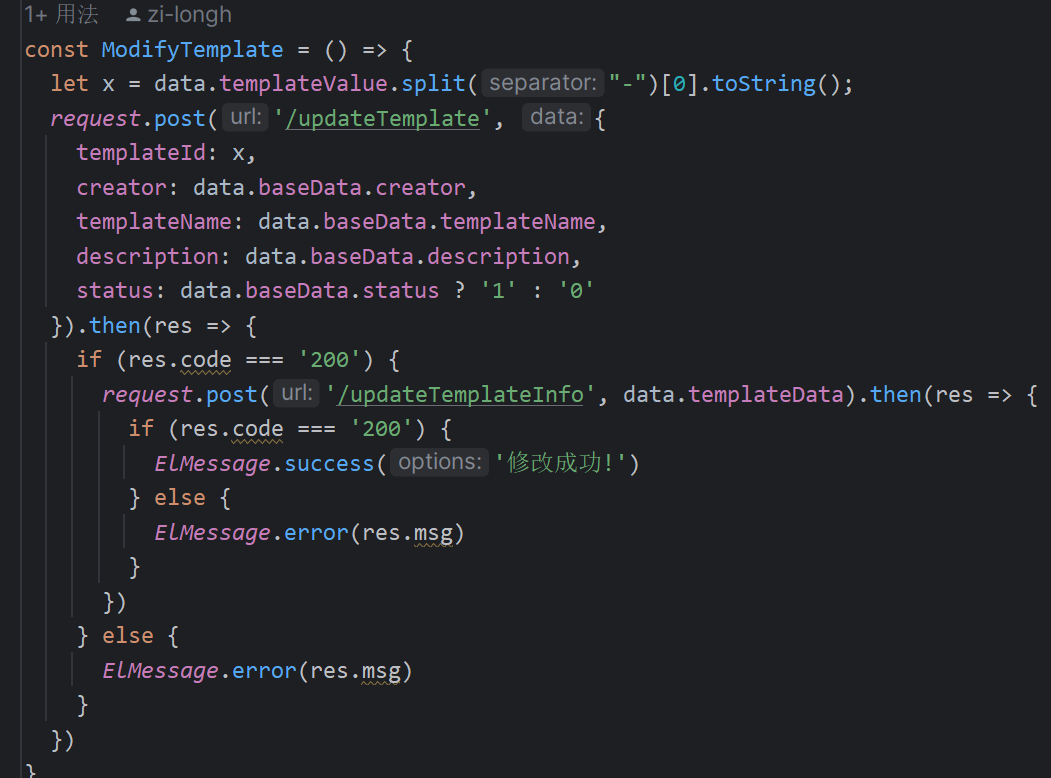 1+ 用法 zi-longh
const ModifyTemplate = () => {
let x = data.templateValue.split( separator: "-")[0].toString();
request.post( url: '/updateTemplate', data: {
templateId: x,
creator: data.baseData.creator,
templateName: data.baseData.templateName,
description: data.baseData.description,
status: data.baseData.status ? '1' : '0'
}).then(res => {
if (res.code === '200') {
request.post( url: '/updateTemplateInfo', data.templateData).then(res => {
if (res.code === '200') {
ElMessage.success( options: '修改成功!')
} else {
ElMessage.error(res.msg)
}
})
} else {
ElMessage.error(res.msg)
}
})
}